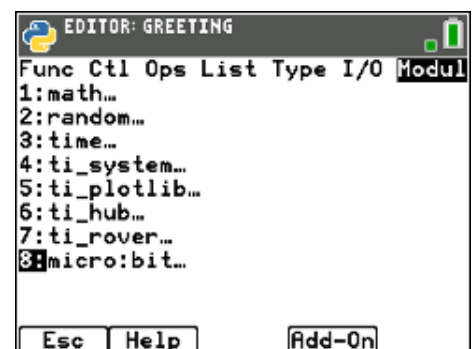 EDITOR: GREETING
Func Ctl Ops List Type I/O Modul
1:math…
2:random…
3:time…
4:ti_system…
5:ti_plotlib…
6:ti_hub…
7:ti_rover…
8:micro:bit…
Esc Help Add-On